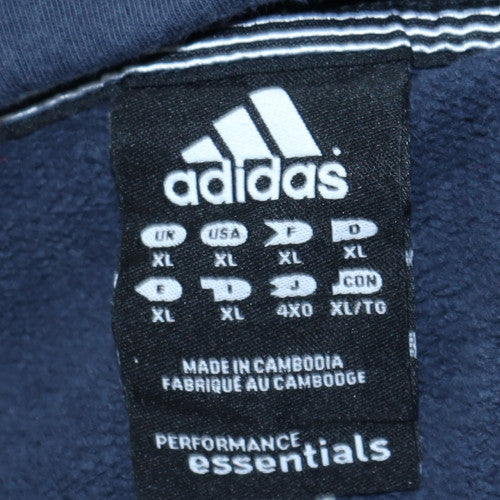 adidas
UK USA F D
XL XL XL XL
E I J CON
XL XL 4XO XL/TG
MADE IN CAMBODIA
FABRIQUÉ AU CAMBODGE
PERFORMANCE
essentials